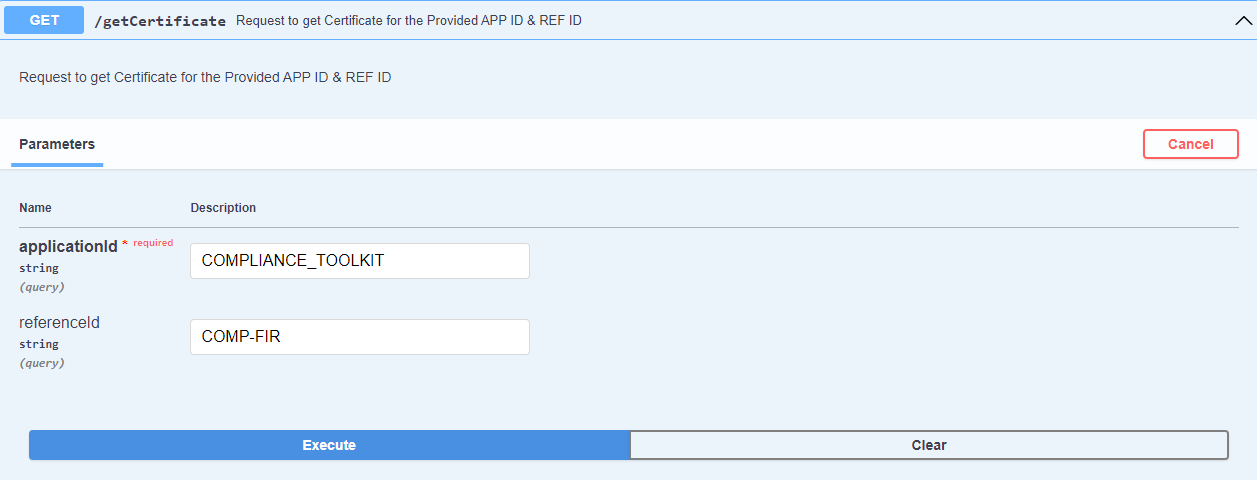 GET /getCertificate Request to get Certificate for the Provided APP ID & REF ID
Request to get Certificate for the Provided APP ID & REF ID
Parameters Cancel
Name Description
applicationId * required
string
(query)
COMPLIANCE_TOOLKIT
referenceId
string
(query)
COMP-FIR
Execute Clear